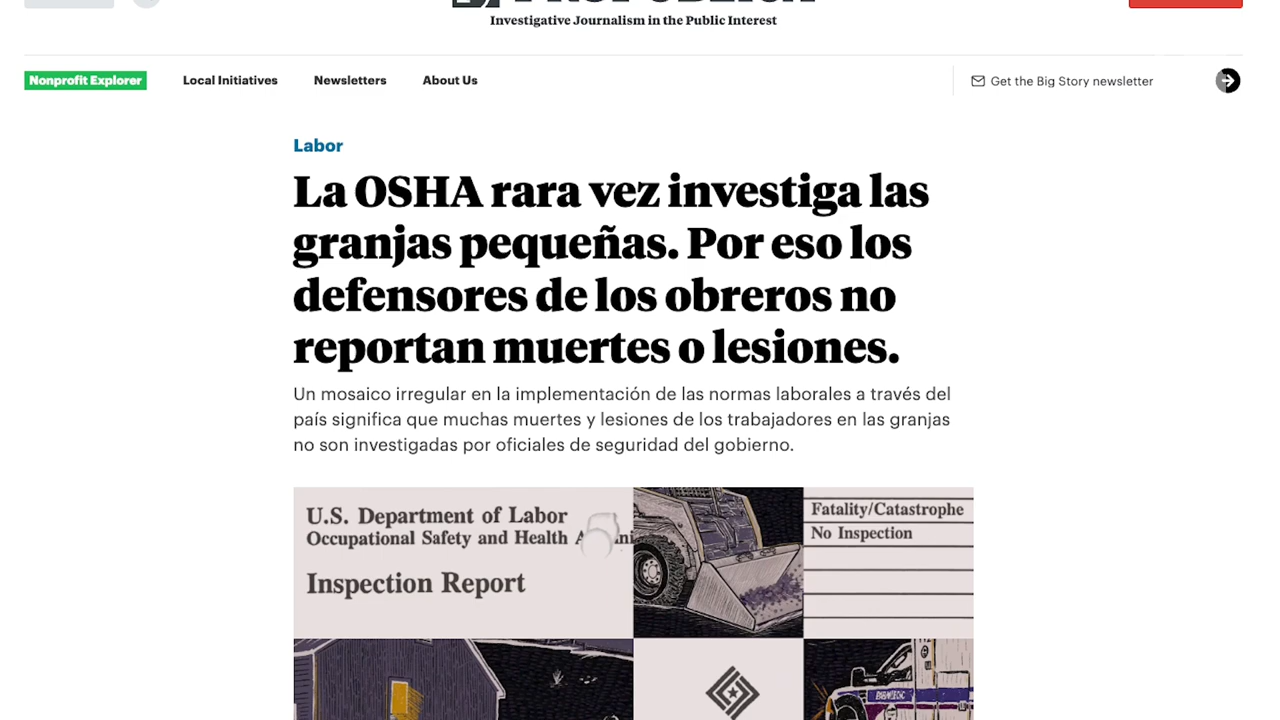 Investigative Journalism in the Public Interest
Nonprofit Explorer
Local Initiatives
Newsletters
About Us
Get the Big Story newsletter
Labor
La OSHA rara vez investiga las
granjas pequeñas. Por eso los
defensores de los obreros no
reportan muertes o lesiones.
Un mosaico irregular en la implementación de las normas laborales a través del
país significa que muchas muertes y lesiones de los trabajadores en las granjas
no son investigadas por oficiales de seguridad del gobierno.
U.S. Department of Labor
Occupational Safety and Health
Inspection Report
Fatality/Catastrophe
No Inspection